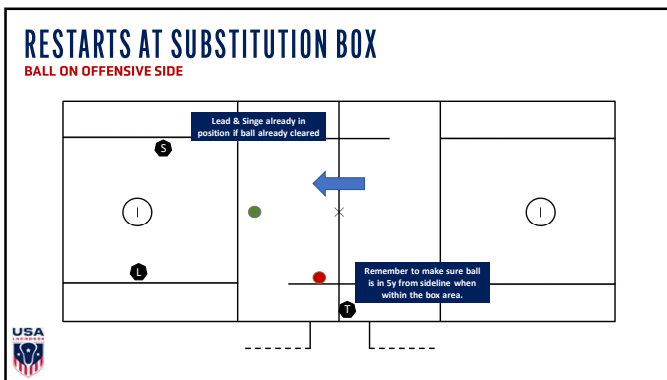 RESTARTS AT SUBSTITUTION BOX
BALL ON OFFENSIVE SIDE
Lead & Singe already in
position if ball already cleared
S
L
Remember to make sure ball
is in 5y from sideline when
within the box area.
T
USA
LACROSSE